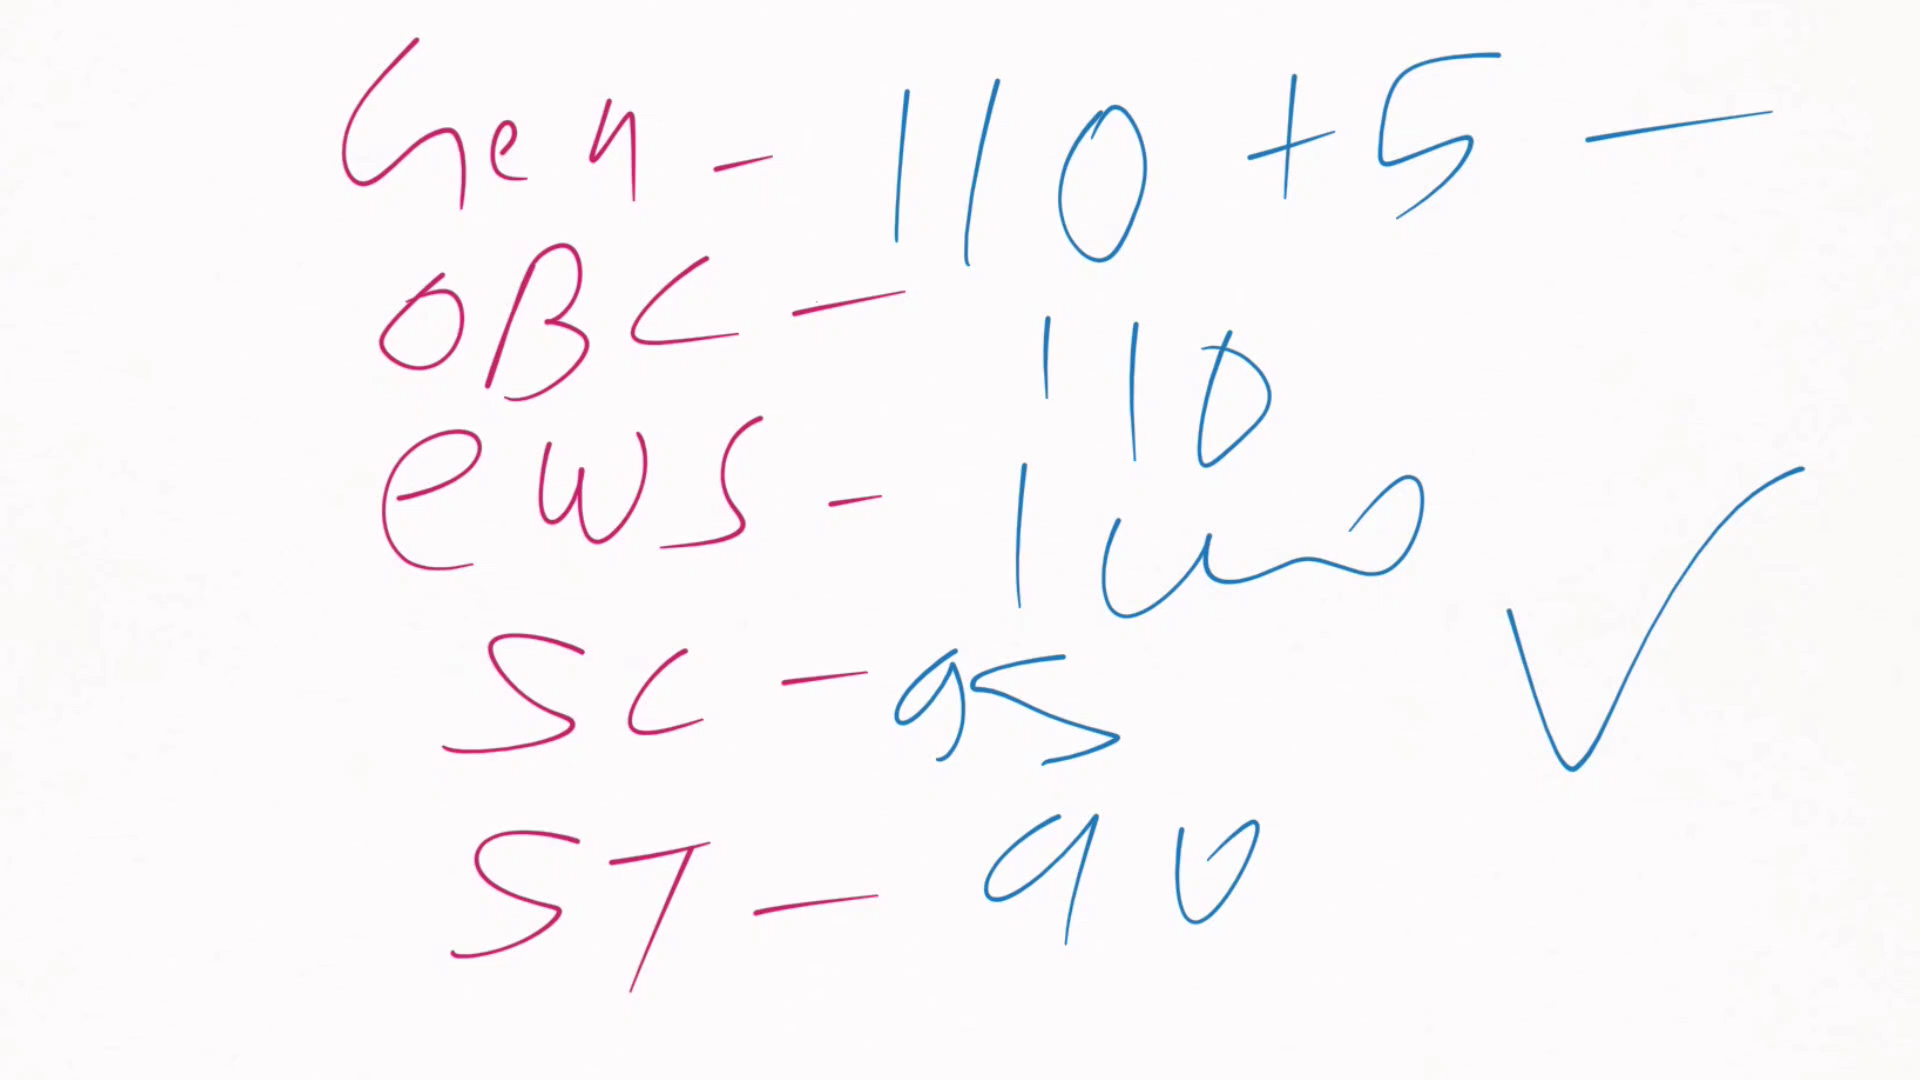 Gen - 110 + 5 -
OBC - 110
EWS - 100
SC - 95
ST - 90